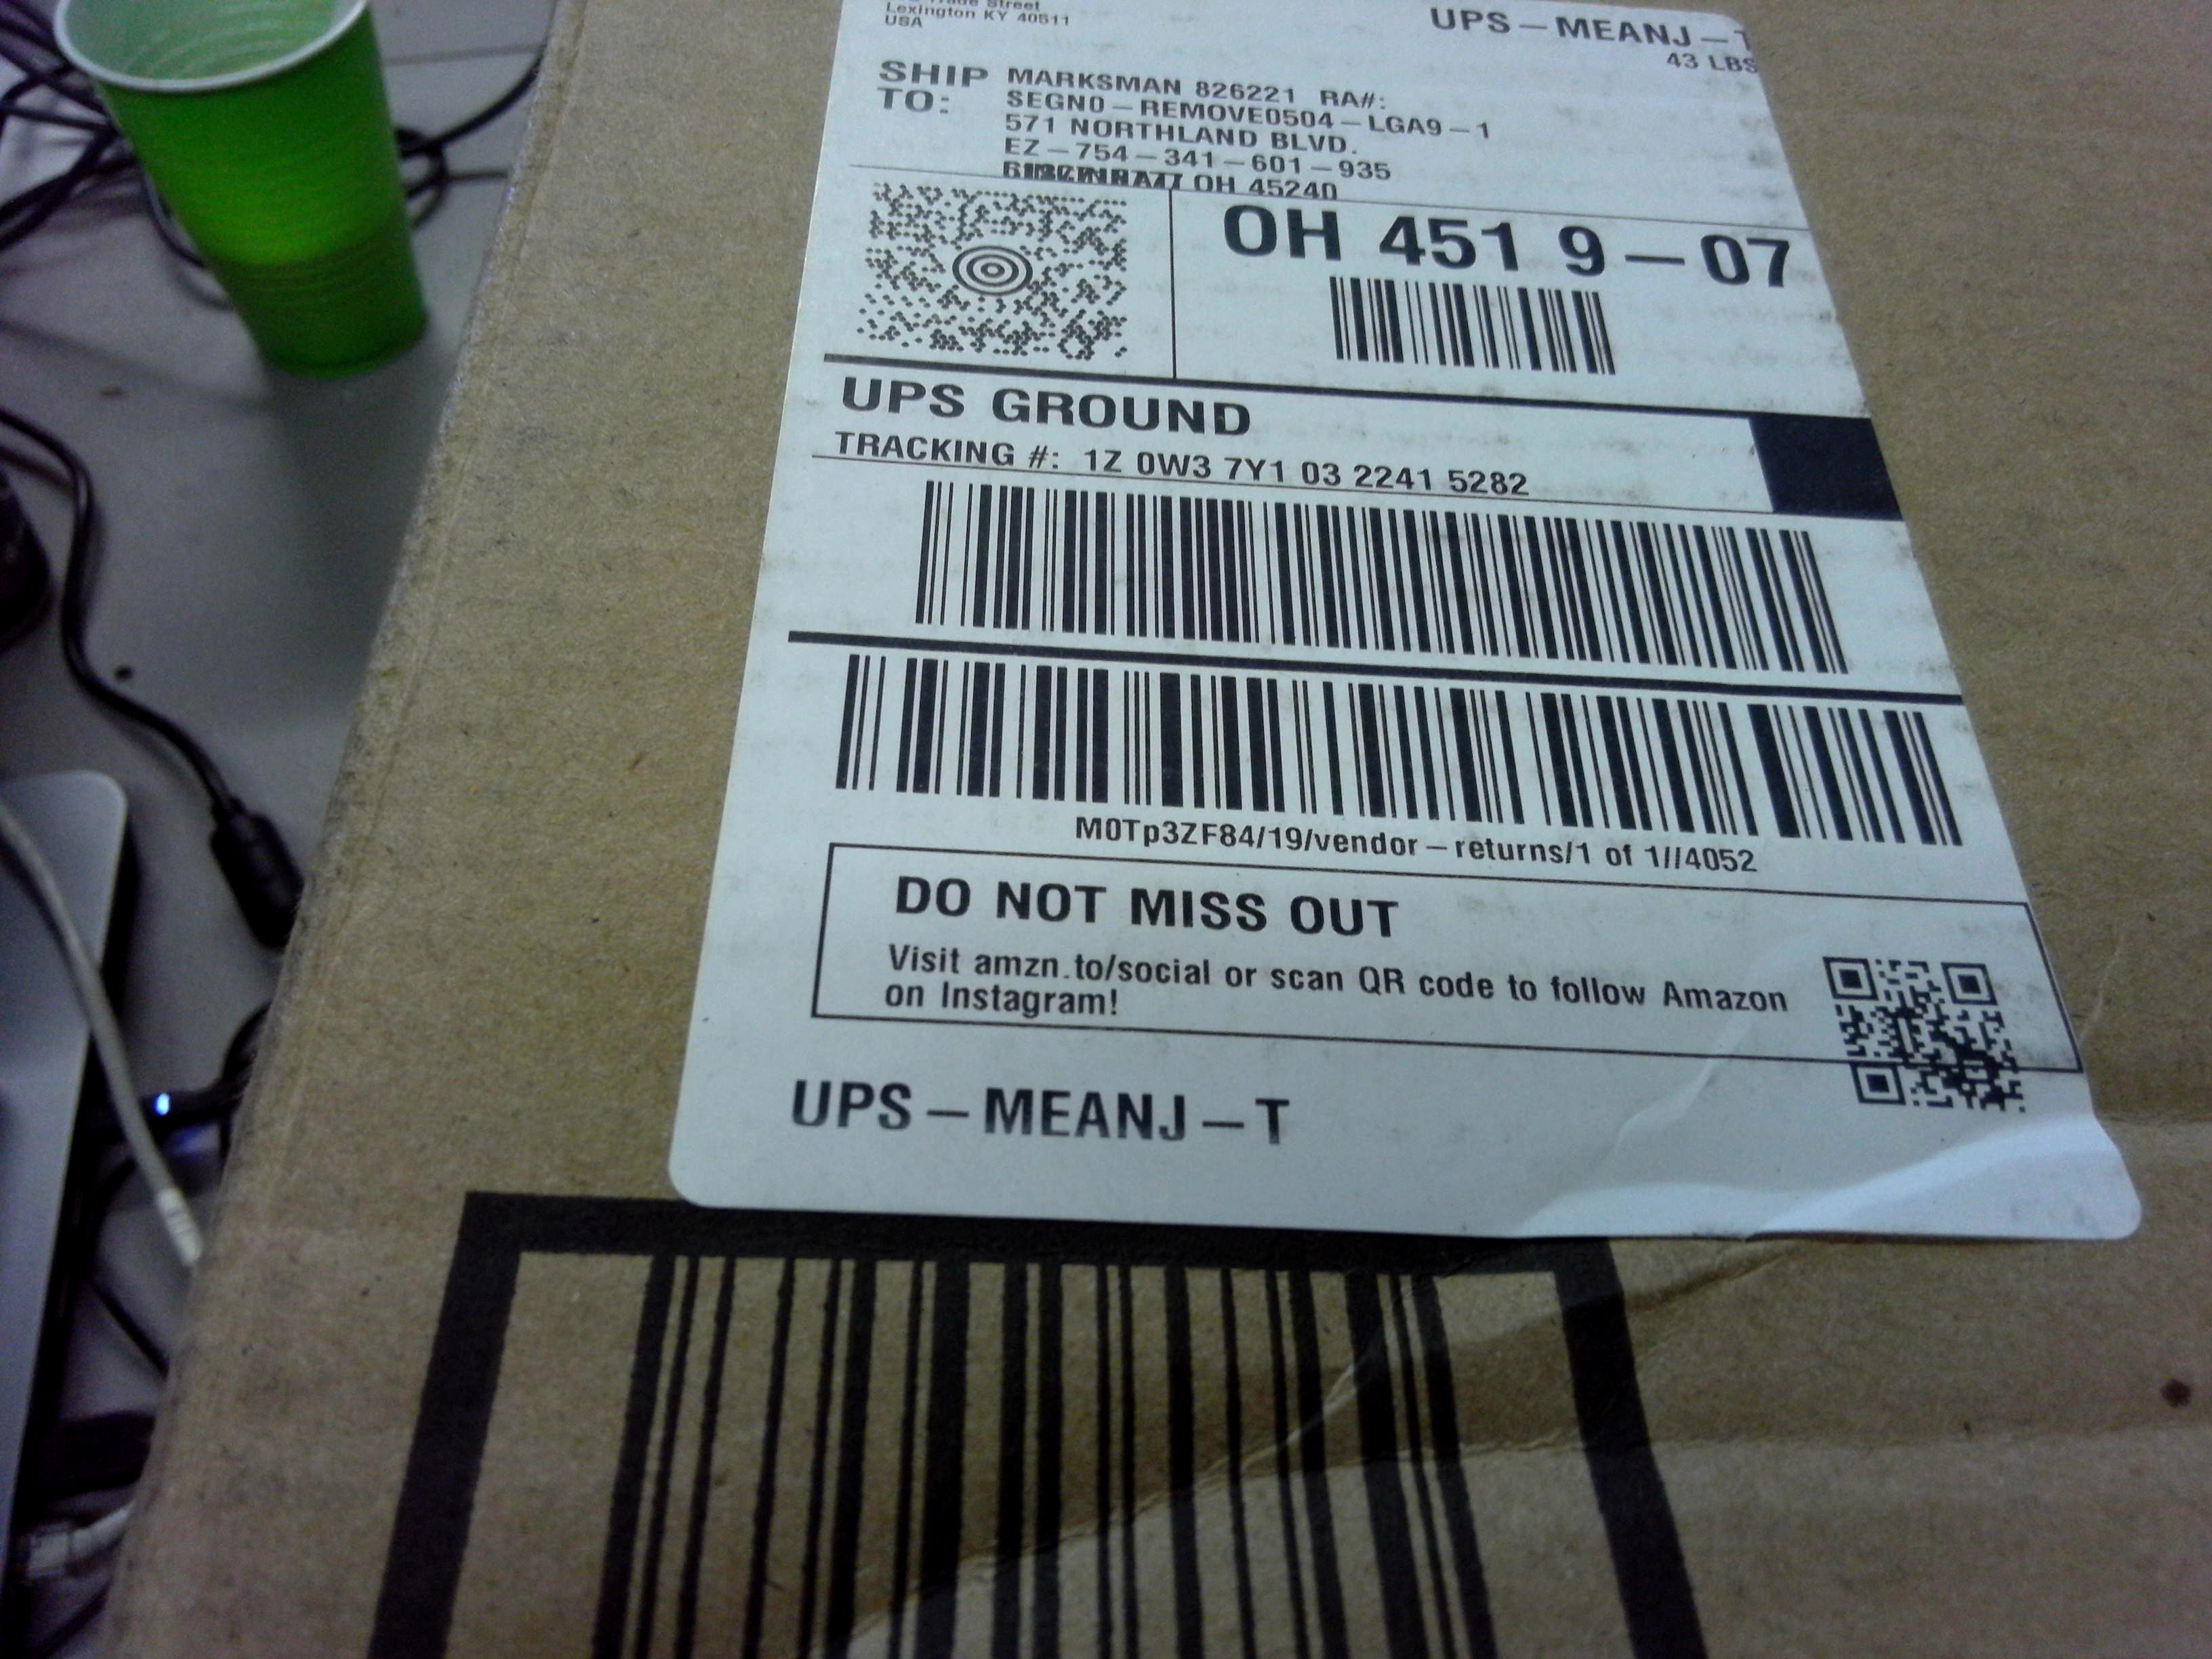 Street
Lexington KY 40511
USA
UPS-MEANJ-T
43 LBS
SHIP TO:
MARKSMAN 826221 RA#:
SEGN0-REMOVE0504-LGA9-1
571 NORTHLAND BLVD.
EZ-754-341-601-935
OH 45240
OH 451 9-07
UPS GROUND
TRACKING #: 1Z 0W3 7Y1 03 2241 5282
M0Tp3ZF84/19/vendor-returns/1 of 1//4052
DO NOT MISS OUT
Visit amzn.to/social or scan QR code to follow Amazon
on Instagram!
UPS-MEANJ-T